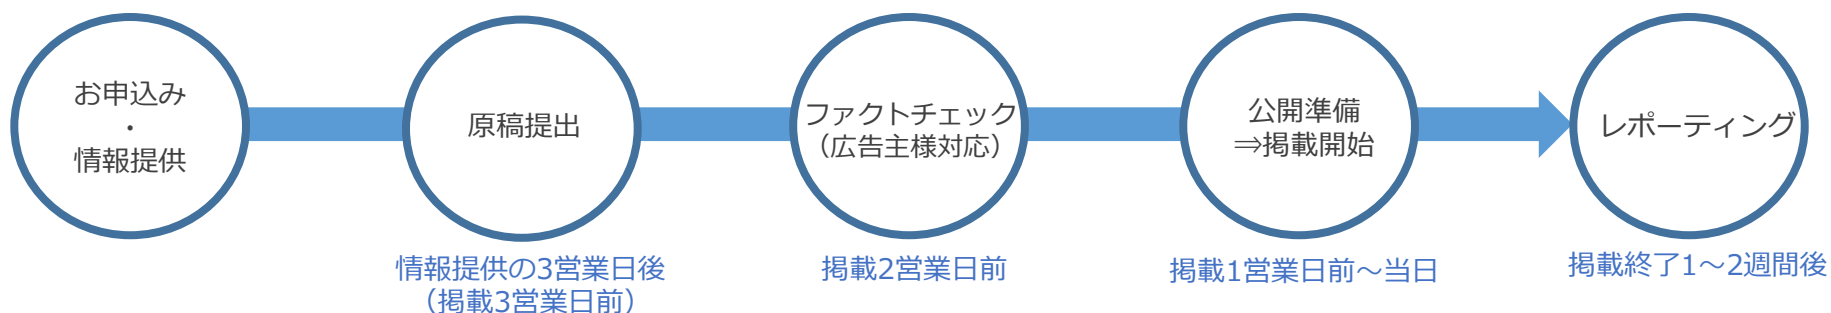 お申込み
・
情報提供
原稿提出
情報提供の3営業日後
（掲載3営業日前）
ファクトチェック
（広告主様対応）
掲載2営業日前
公開準備
⇒掲載開始
掲載1営業日前～当日
レポーティング
掲載終了1～2週間後